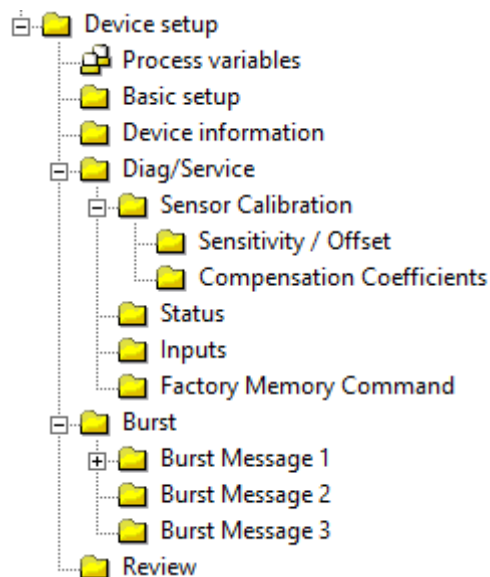 Device setup
Process variables
Basic setup
Device information
Diag/Service
Sensor Calibration
Sensitivity / Offset
Compensation Coefficients
Status
Inputs
Factory Memory Command
Burst
Burst Message 1
Burst Message 2
Burst Message 3
Review